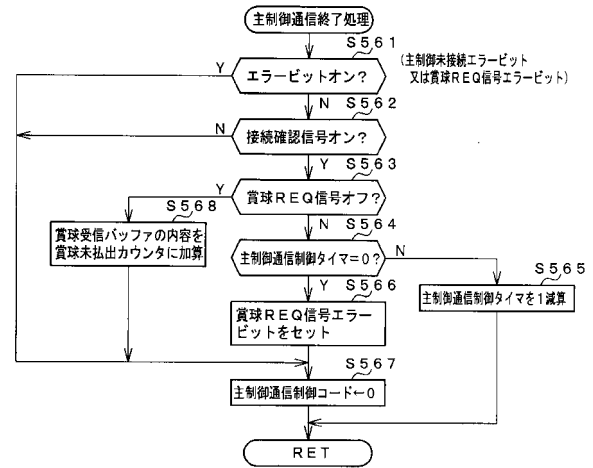 主制御通信終了処理
S561
エラービットオン?
Y
N
(主制御未接続エラービット
又は賞球REQ信号エラービット)
S562
接続確認信号オン?
N
Y
S563
賞球REQ信号オフ?
Y
N
S568
賞球受信バッファの内容を
賞球未払出カウンタに加算
S564
主制御通信制御タイマ=0?
N
Y
S565
主制御通信制御タイマを1減算
S566
賞球REQ信号エラー
ビットをセット
S567
主制御通信制御コード←0
RET